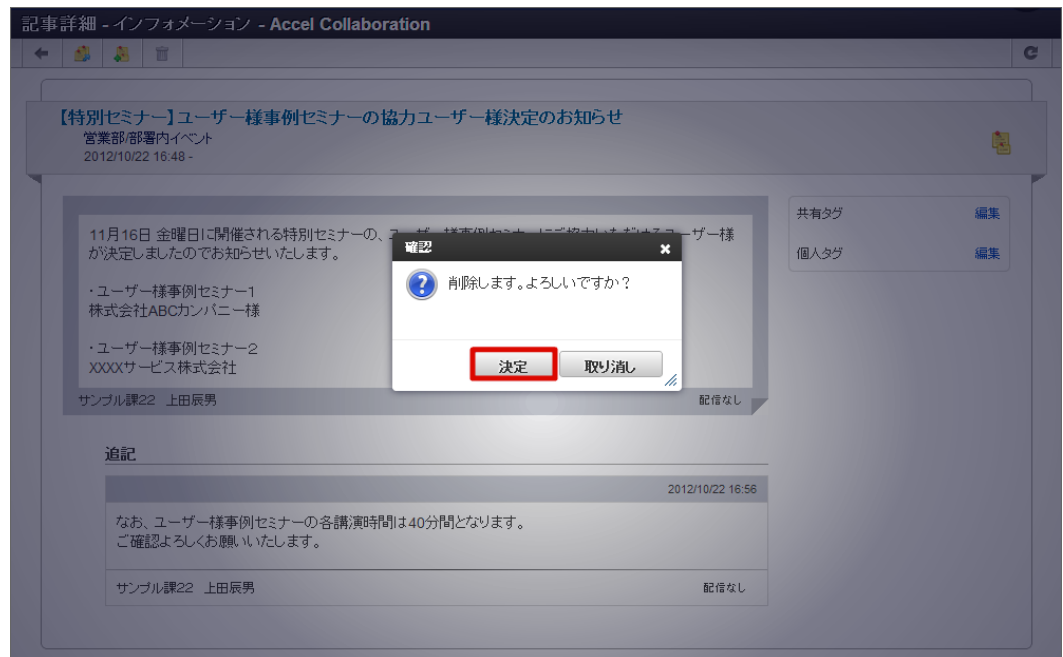 記事詳細 - インフォメーション - Accel Collaboration
【特別セミナー】ユーザー様事例セミナーの協力ユーザー様決定のお知らせ
営業部/部署内イベント
2012/10/22 16:48 -
11月16日 金曜日に開催される特別セミナーの、ユーザー様
が決定しましたのでお知らせいたします。
・ユーザー様事例セミナー1
株式会社ABCカンパニー様
・ユーザー様事例セミナー2
XXXXサービス株式会社
サンプル課22 上田辰男
配信なし
共有タグ
編集
個人タグ
編集
確認
削除します。よろしいですか？
決定
取り消し
追記
2012/10/22 16:56
なお、ユーザー様事例セミナーの各講演時間は40分間となります。
ご確認よろしくお願いいたします。
サンプル課22 上田辰男
配信なし